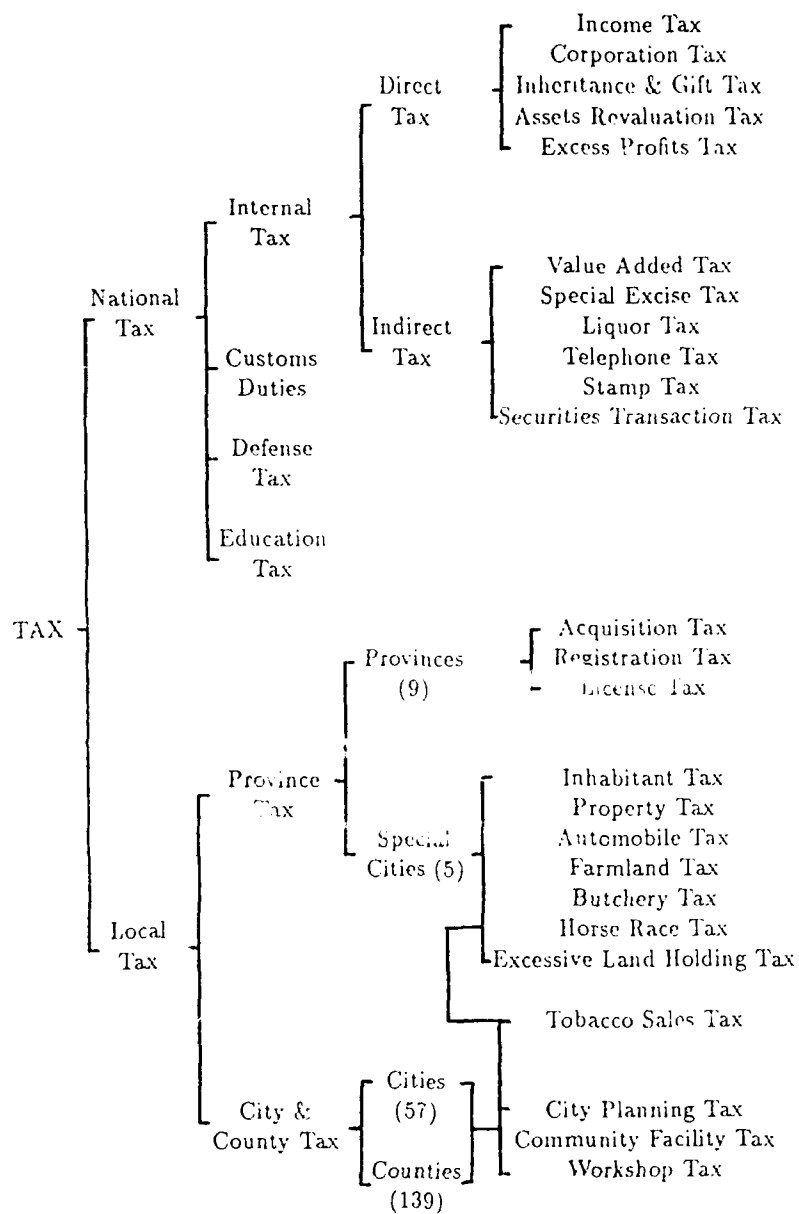 Income Tax
Corporation Tax
Direct
Tax
Inheritance & Gift Tax
Assets Revaluation Tax
Excess Profits Tax
Internal
Tax
National
Tax
Value Added Tax
Special Excise Tax
Indirect
Tax
Liquor Tax
Telephone Tax
Stamp Tax
Securities Transaction Tax
Customs
Duties
Defense
Tax
Education
Tax
TAX
Provinces
(9)
Acquisition Tax
Registration Tax
License Tax
Province
Tax
Special
Cities (5)
Inhabitant Tax
Property Tax
Automobile Tax
Farmland Tax
Butchery Tax
Horse Race Tax
Excessive Land Holding Tax
Local
Tax
Tobacco Sales Tax
City &
County Tax
Cities
(57)
Counties
(139)
City Planning Tax
Community Facility Tax
Workshop Tax